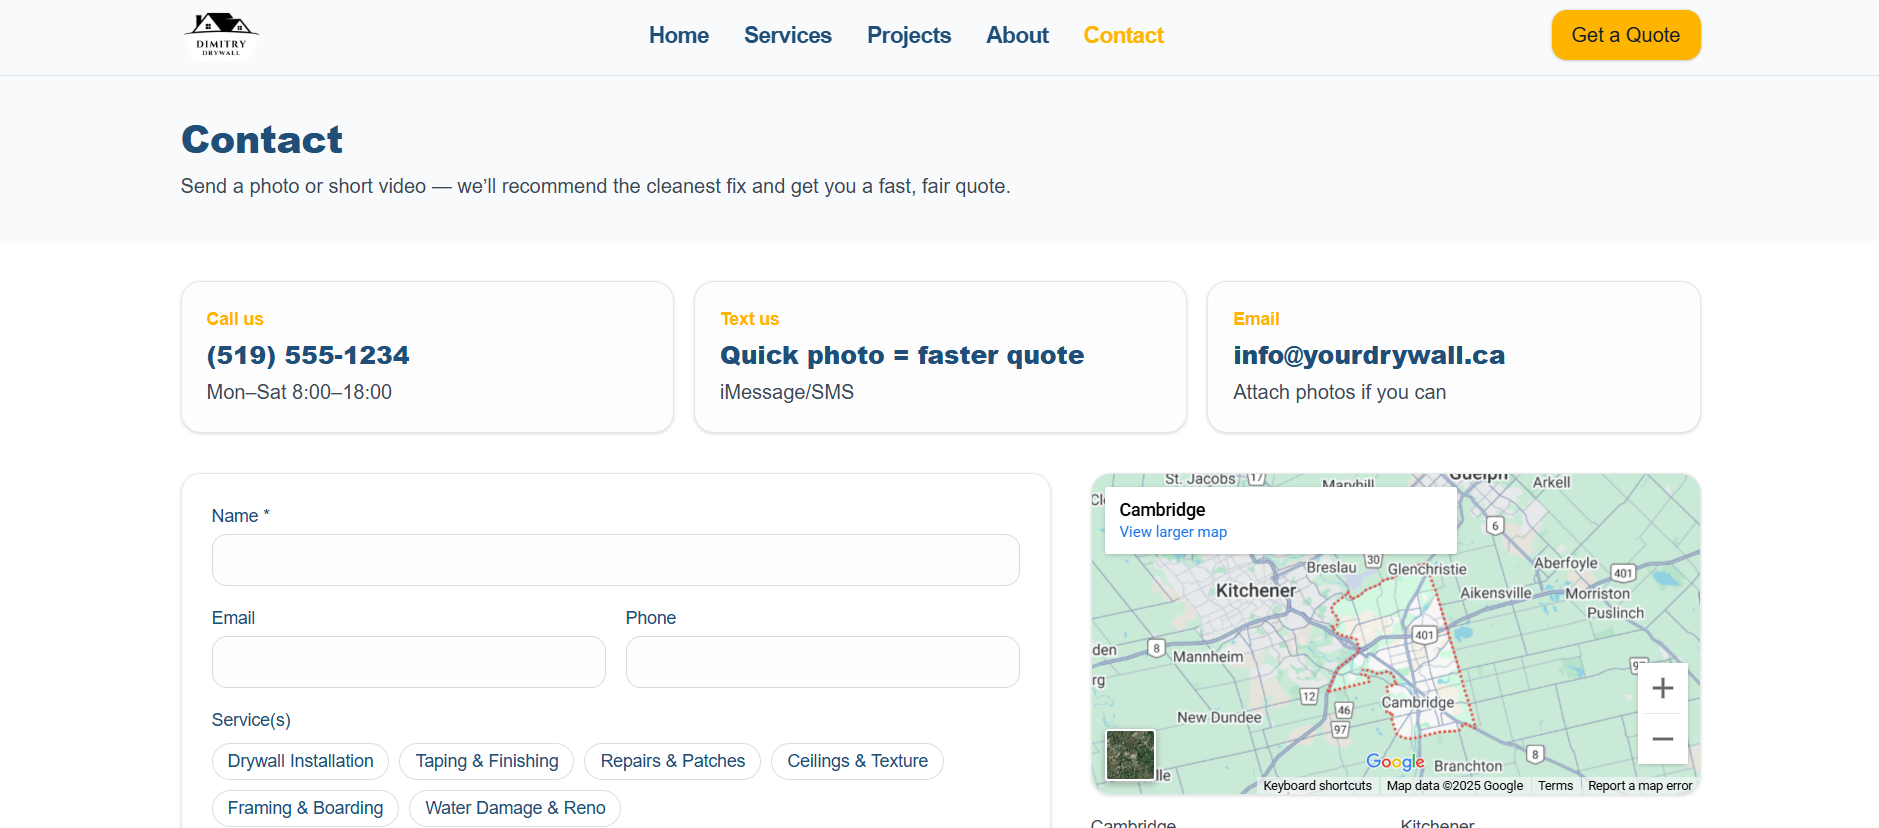 DIMITRY
DRYWALL
Home
Services
Projects
About
Contact
Get a Quote
Contact
Send a photo or short video — we’ll recommend the cleanest fix and get you a fast, fair quote.
Call us
(519) 555-1234
Mon–Sat 8:00–18:00
Text us
Quick photo = faster quote
iMessage/SMS
Email
info@yourdrywall.ca
Attach photos if you can
Name *
Email
Phone
Service(s)
Drywall Installation
Taping & Finishing
Repairs & Patches
Ceilings & Texture
Framing & Boarding
Water Damage & Reno
St. Jacobs
17
Maryhill
Guelph
Arkell
Cambridge
View larger map
6
Breslau
30
Glenchristie
Aberfoyle
401
Kitchener
Aikensville
Morriston
Puslinch
401
8
Mannheim
12
46
97
Cambridge
New Dundee
Google
Branchton
8
Keyboard shortcuts
Map data ©2025 Google
Terms
Report a map error
Cambridge
Kitchener